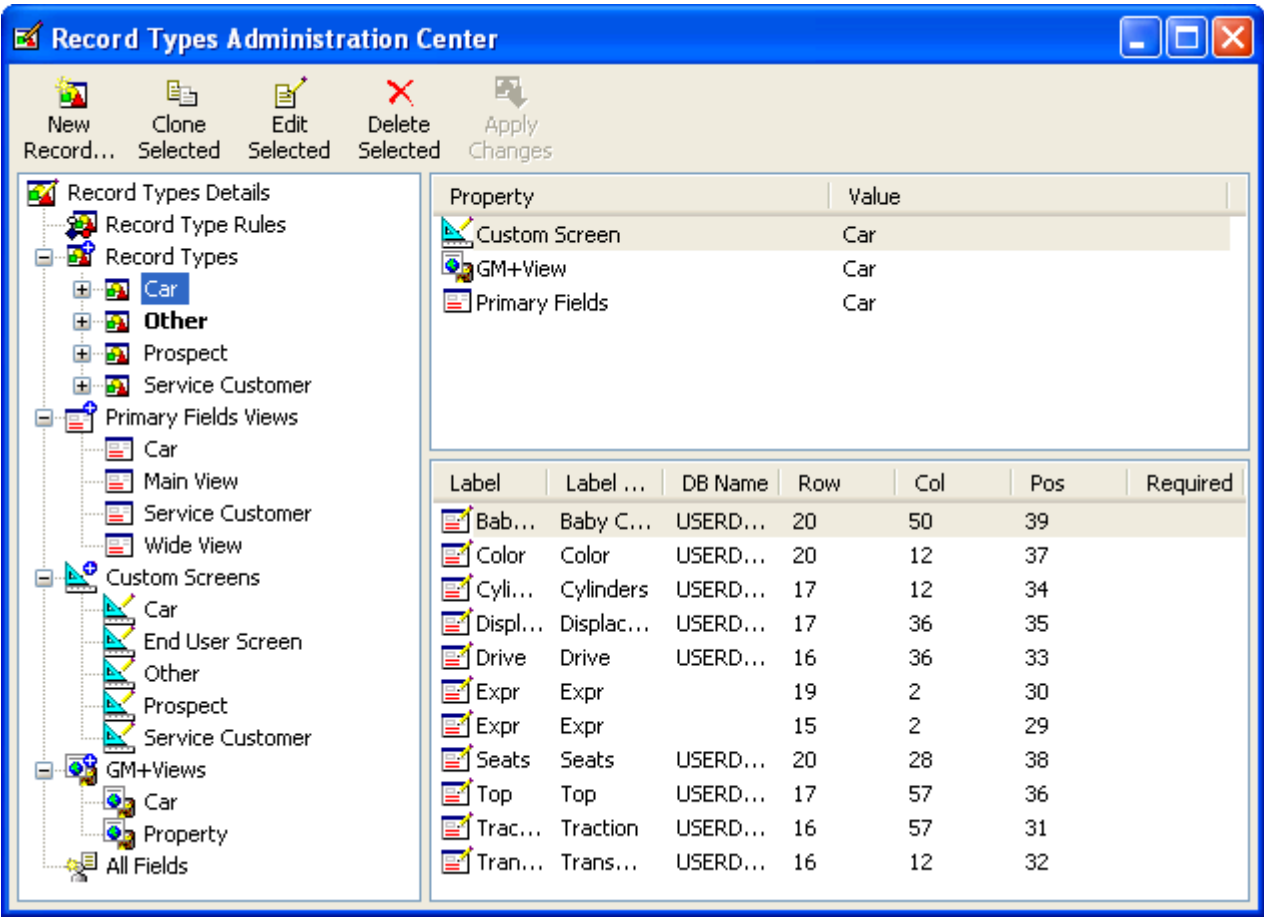 Record Types Administration Center
New Record... Clone Selected Edit Selected Delete Selected Apply Changes
Record Types Details
Record Type Rules
Record Types
Car
Other
Prospect
Service Customer
Primary Fields Views
Car
Main View
Service Customer
Wide View
Custom Screens
Car
End User Screen
Other
Prospect
Service Customer
GM+Views
Car
Property
All Fields
Property Value
Custom Screen Car
GM+View Car
Primary Fields Car
Label Label ... DB Name Row Col Pos Required
Bab... Baby C... USERD... 20 50 39
Color Color USERD... 20 12 37
Cyli... Cylinders USERD... 17 12 34
Displ... Displac... USERD... 17 36 35
Drive Drive USERD... 16 36 33
Expr Expr 19 2 30
Expr Expr 15 2 29
Seats Seats USERD... 20 28 38
Top Top USERD... 17 57 36
Trac... Traction USERD... 16 57 31
Tran... Trans... USERD... 16 12 32